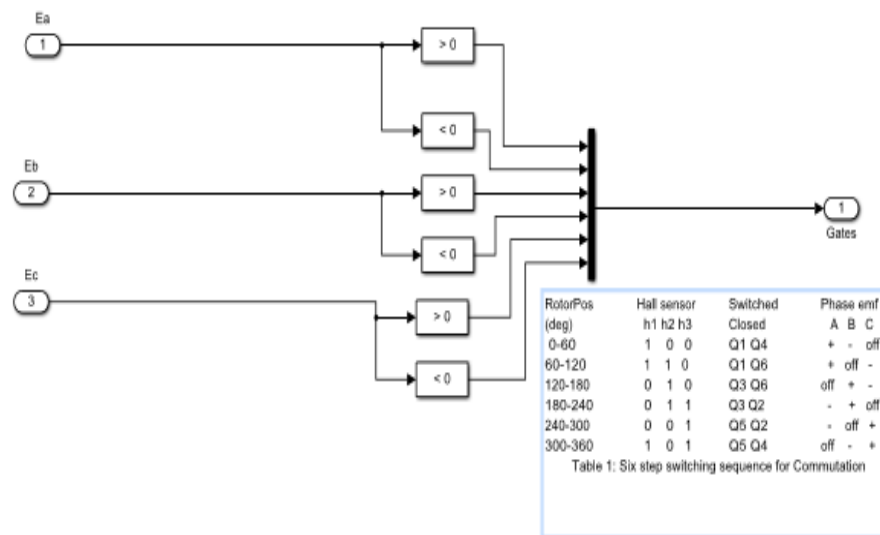 Ea
1
> 0
< 0
Eb
2
> 0
< 0
1
Gates
Ec
3
> 0
< 0
RotorPos Hall sensor Switched Phase emf
(deg) h1 h2 h3 Closed A B C
0-60 1 0 0 Q1 Q4 + - off
60-120 1 1 0 Q1 Q6 + off -
120-180 0 1 0 Q3 Q6 off + -
180-240 0 1 1 Q3 Q2 - + off
240-300 0 0 1 Q5 Q2 - off +
300-360 1 0 1 Q5 Q4 off - +
Table 1: Six step switching sequence for Commutation